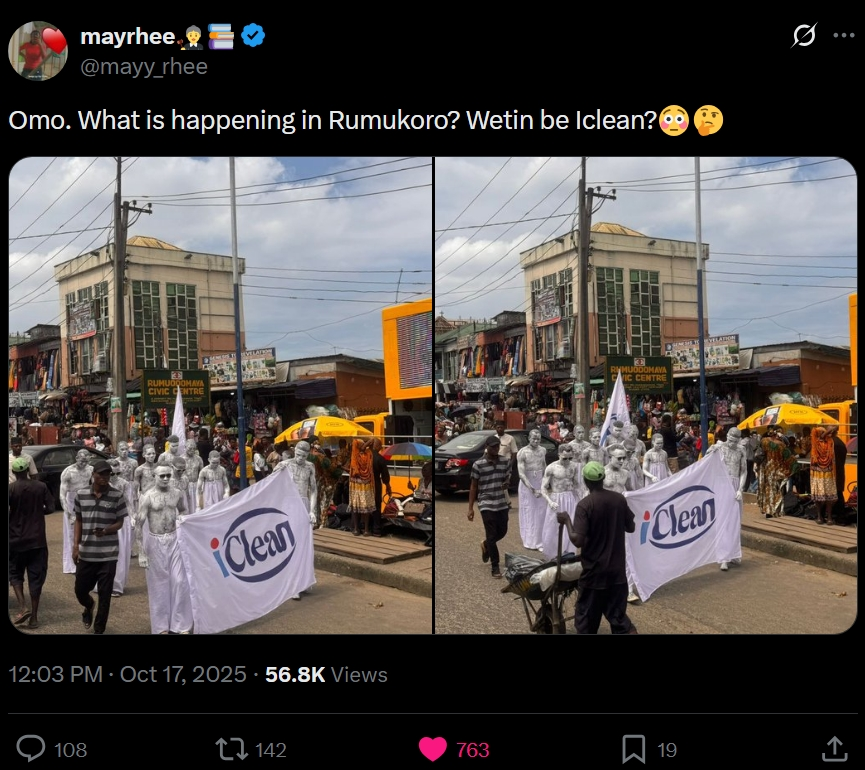 mayrhee
@mayy_rhee
Omo. What is happening in Rumukoro? Wetin be Iclean?
RUMUODOMAYA
CIVIC CENTRE
iClean
RUMUODOMAYA
CIVIC CENTRE
iClean
12:03 PM · Oct 17, 2025 · 56.8K Views
108 142 763 19